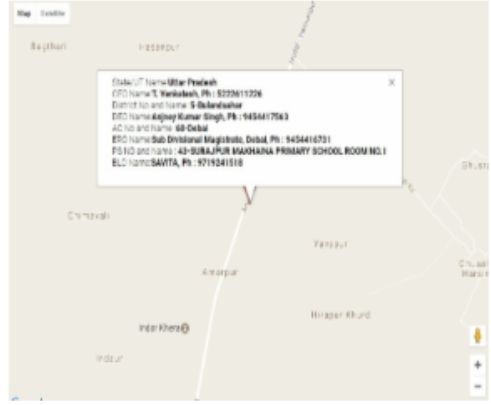 Map Satellite
Hasanpur
State/UT Name:Uttar Pradesh
CEO Name:T. Venkatesh, Ph : 5222611226
District No and Name: 5-Bulandsahar
DEO Name:Anjney Kumar Singh, Ph : 9454417563
AC No and Name: 68-Debai
ERO Name:Sub Divisional Magistrate, Debai, Ph : 9454416731
PS NO and Name : 43-SURAJPUR MAKHAINA PRIMARY SCHOOL ROOM NO.1
BLO Name:SAVITA, Ph : 9719241518
Amarpur
Hirapur Khurd
Inder Khera
Indaur